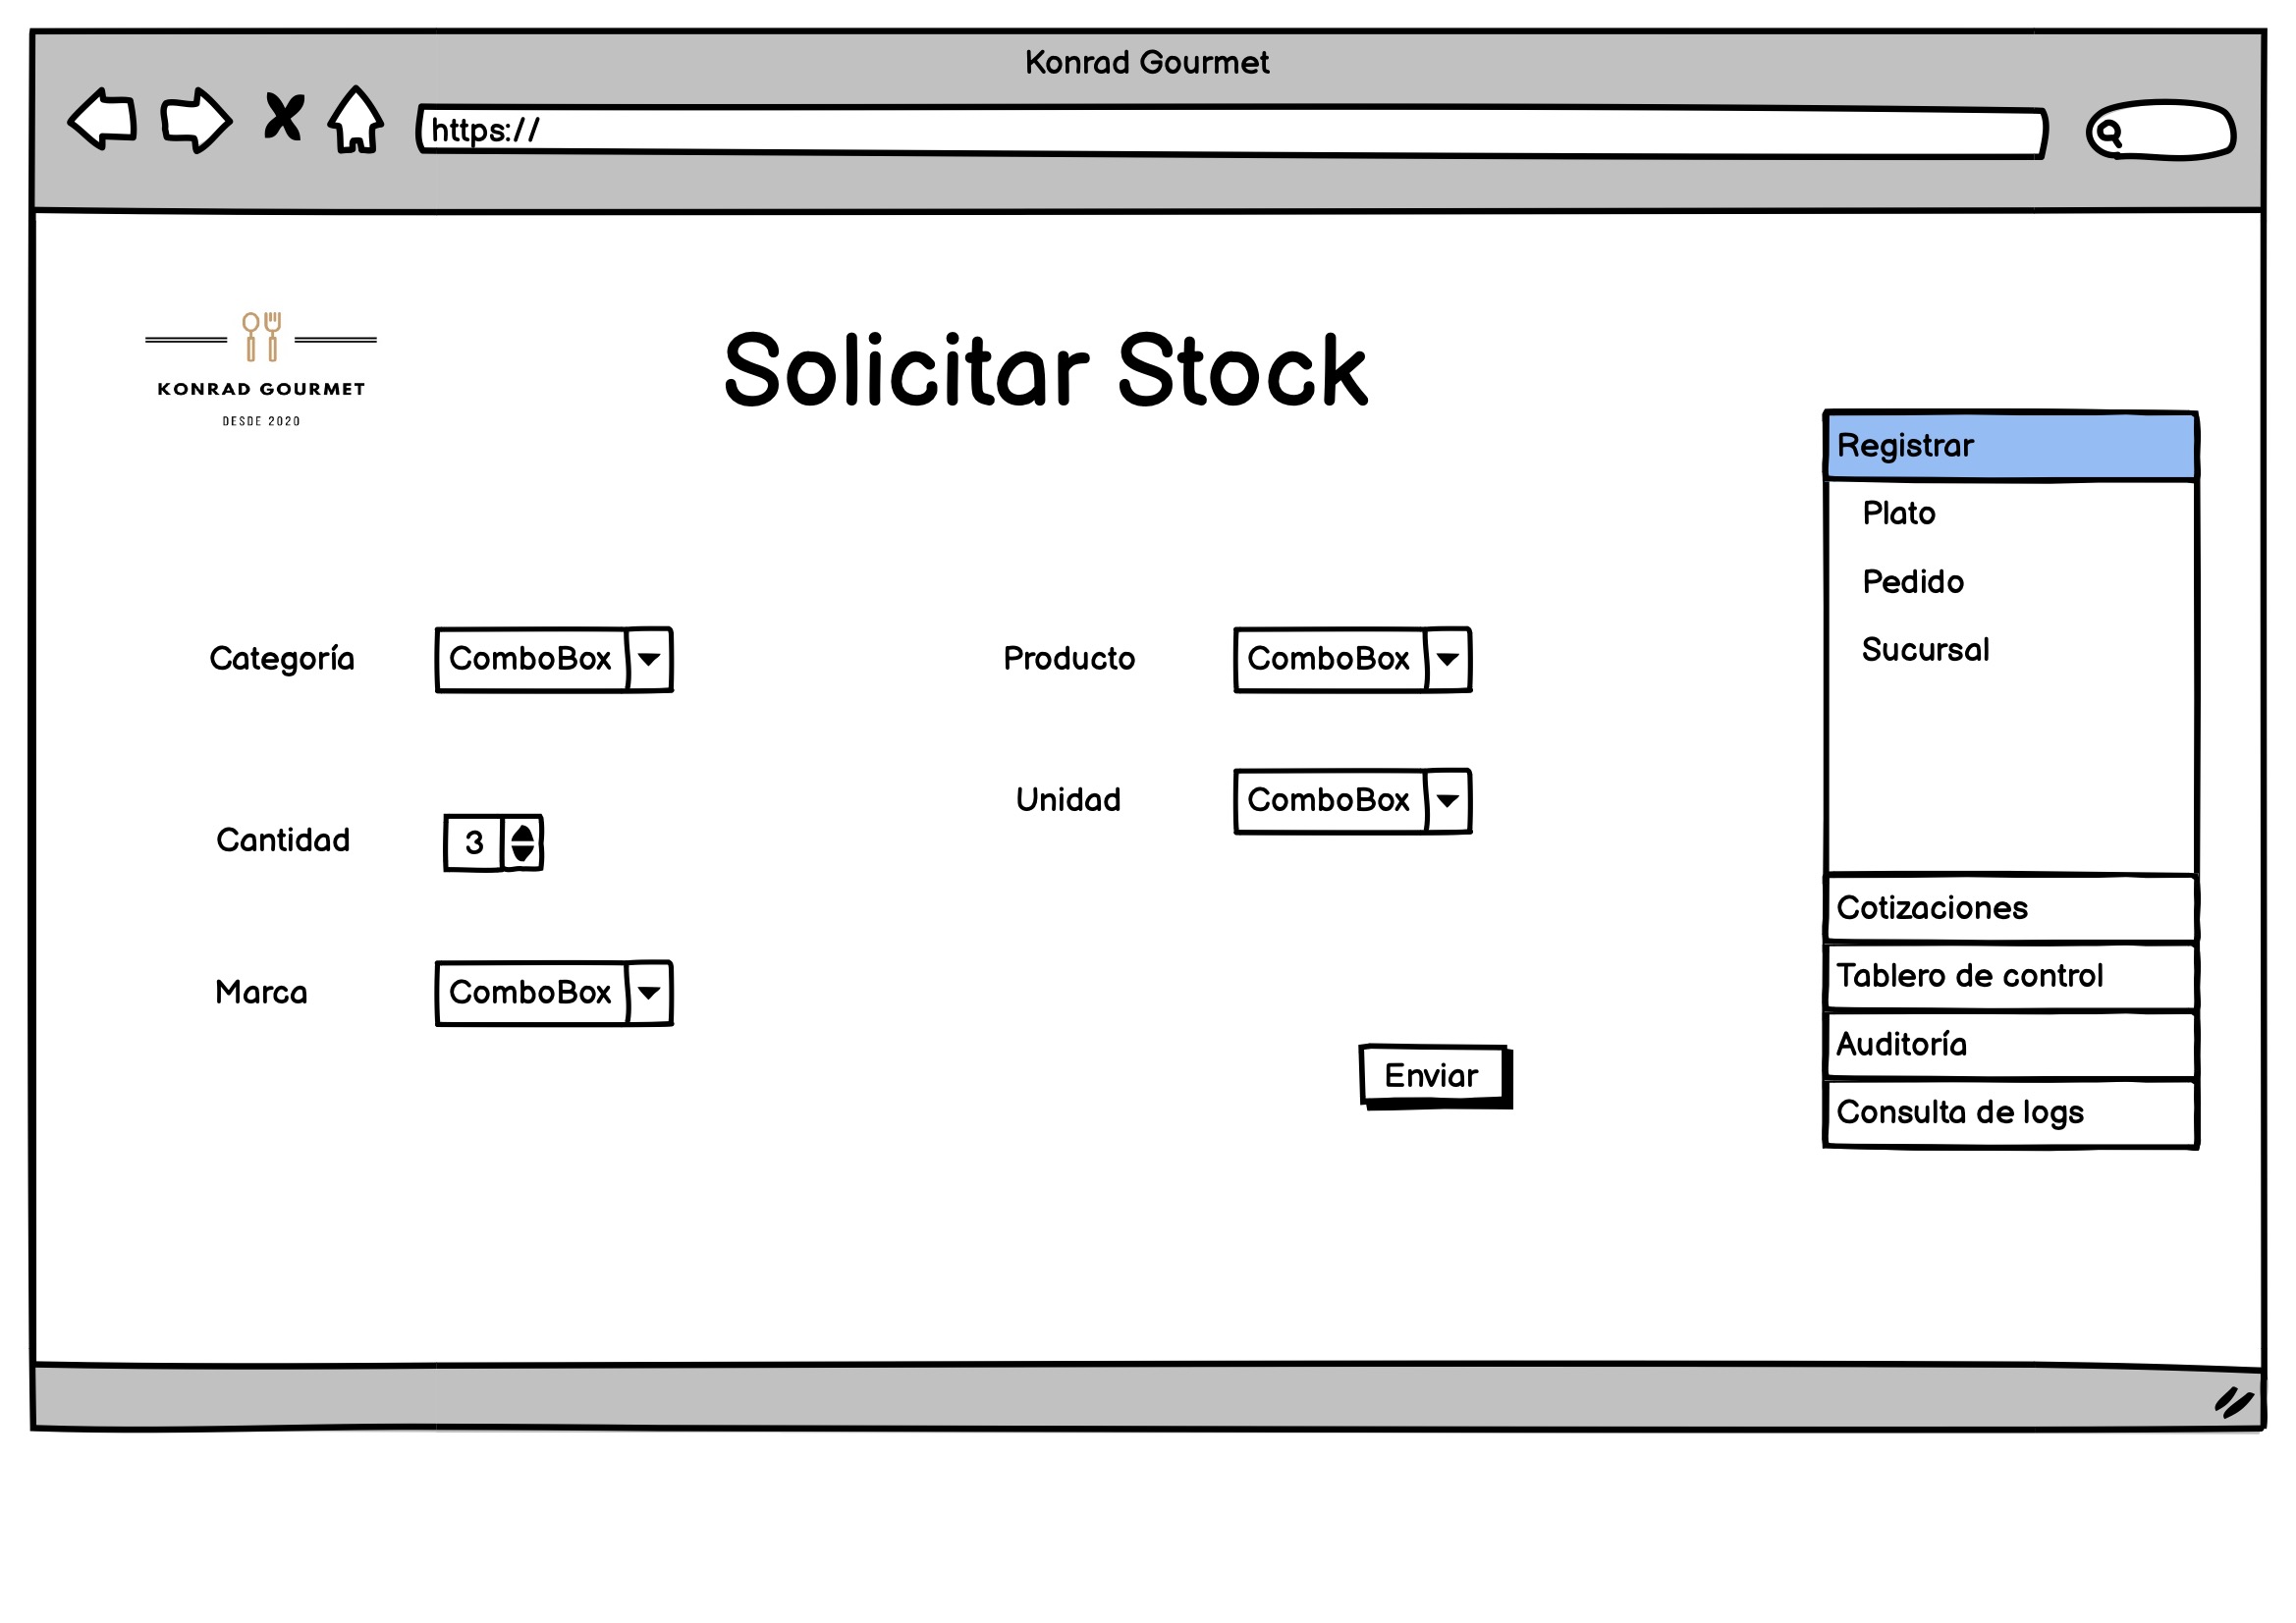 Konrad Gourmet
https://
KONRAD GOURMET
DESDE 2020
Solicitar Stock
Registrar
Plato
Pedido
Sucursal
Categoría ComboBox Producto ComboBox
Unidad ComboBox
Cantidad 3
Marca ComboBox
Enviar
Cotizaciones
Tablero de control
Auditoría
Consulta de logs